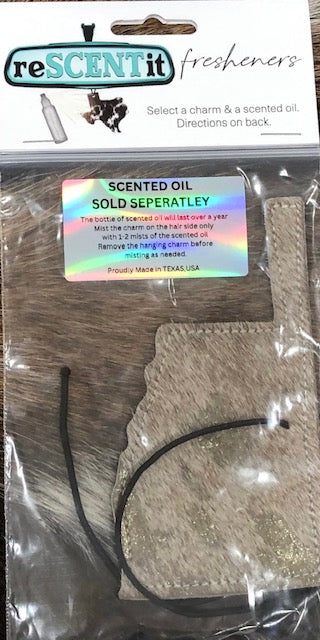 reSCENTit fresheners
Select a charm & a scented oil.
Directions on back.
SCENTED OIL
SOLD SEPERATLEY
The bottle of scented oil will last over a year
Mist the charm on the hair side only
with 1-2 mists of the scented oil
Remove the hanging charm before
misting as needed.
Proudly Made in TEXAS,USA